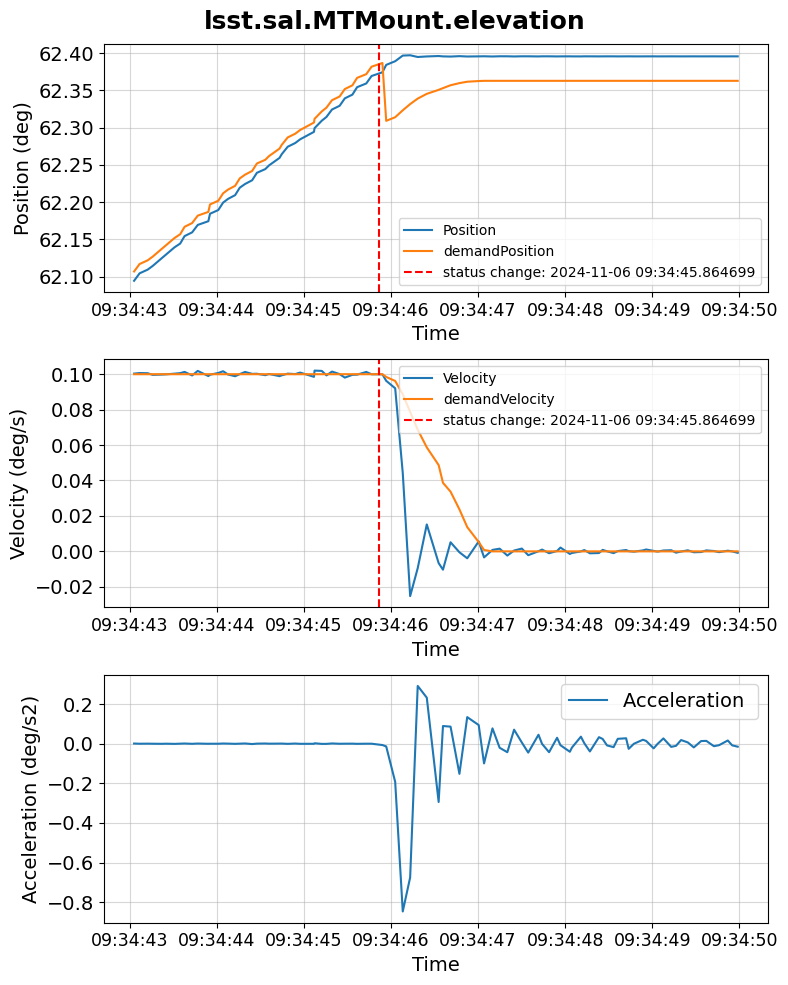 lsst.sal.MTMount.elevation
62.40
62.35
62.30
62.25
62.20
62.15
62.10
Position (deg)
Position
demandPosition
status change: 2024-11-06 09:34:45.864699
09:34:43 09:34:44 09:34:45 09:34:46 09:34:47 09:34:48 09:34:49 09:34:50
Time
0.10
0.08
0.06
0.04
0.02
0.00
−0.02
Velocity (deg/s)
Velocity
demandVelocity
status change: 2024-11-06 09:34:45.864699
09:34:43 09:34:44 09:34:45 09:34:46 09:34:47 09:34:48 09:34:49 09:34:50
Time
0.2
0.0
−0.2
−0.4
−0.6
−0.8
Acceleration (deg/s2)
Acceleration
09:34:43 09:34:44 09:34:45 09:34:46 09:34:47 09:34:48 09:34:49 09:34:50
Time